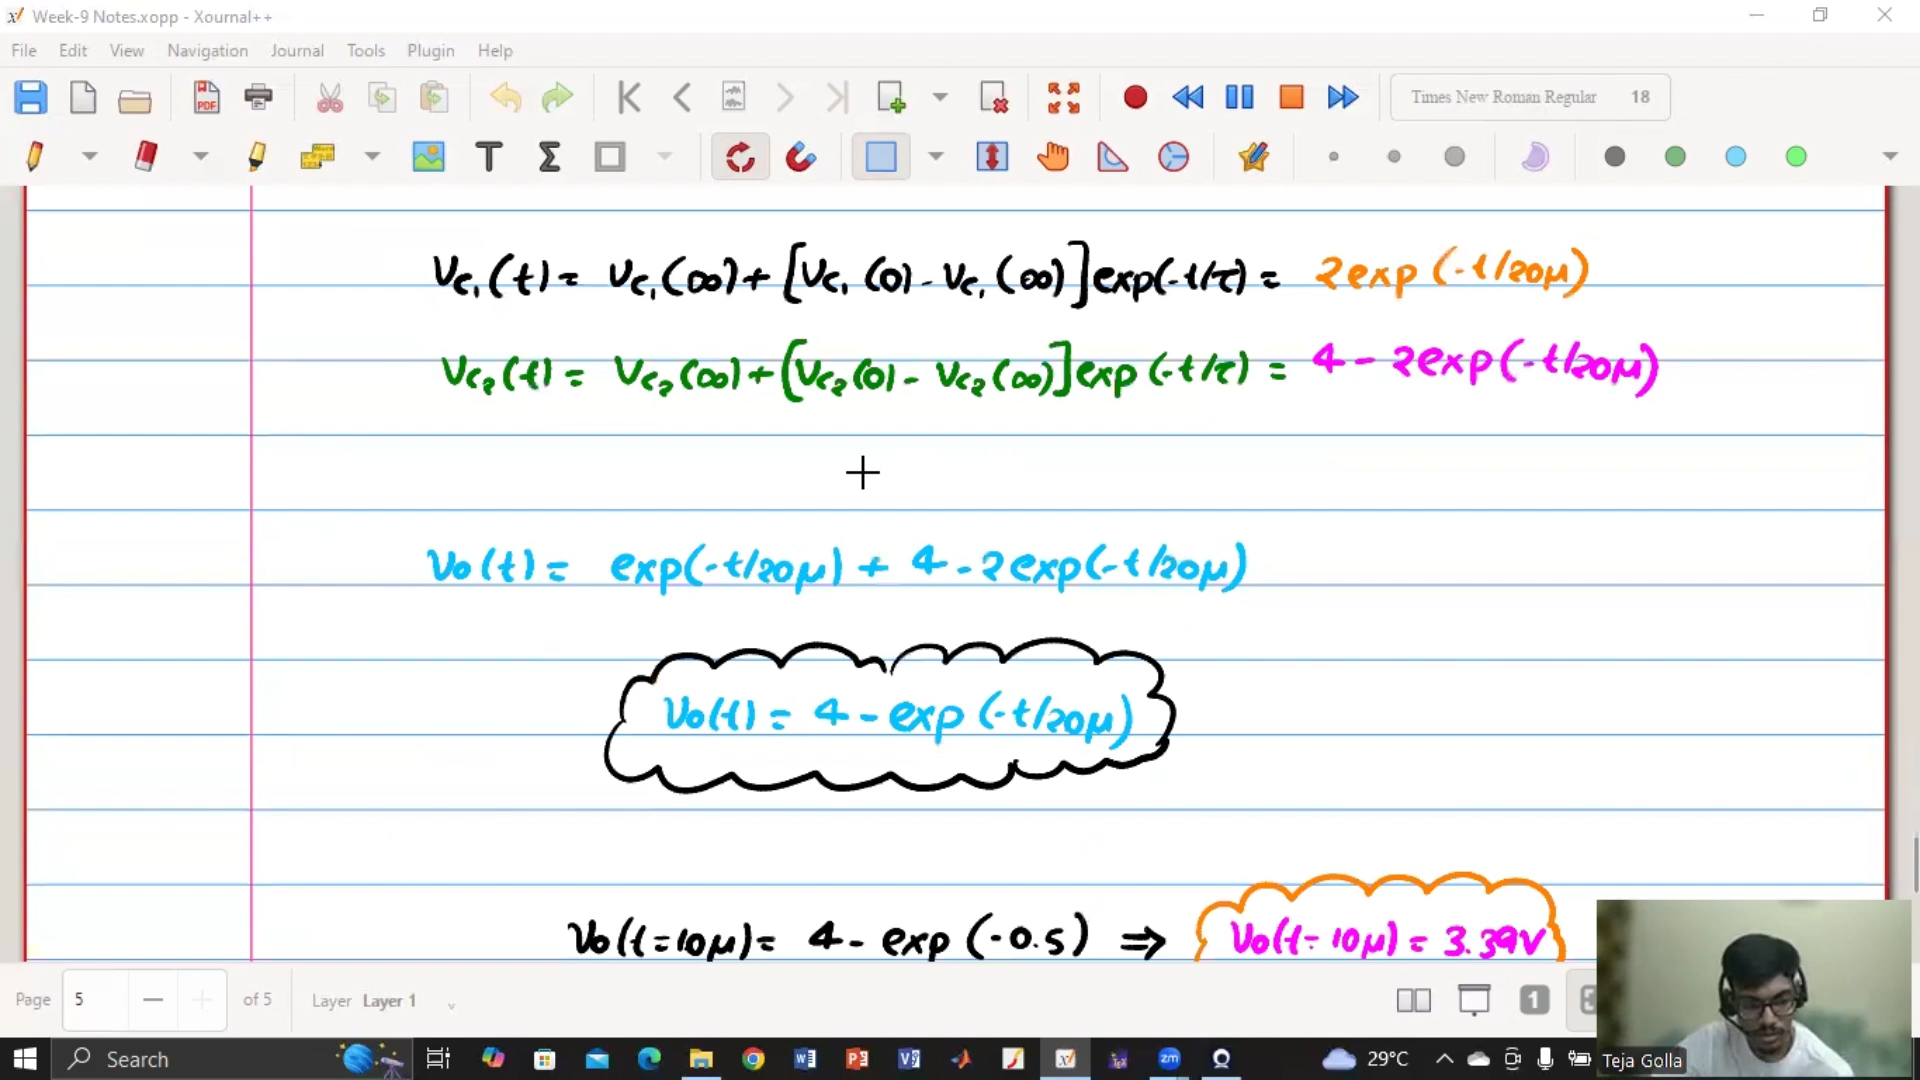 Week-9 Notes.xopp - Xournal++
File Edit View Navigation Journal Tools Plugin Help
Times New Roman Regular 18
Vc₁(t) = Vc₁(∞) + [Vc₁(0) - Vc₁(∞)]exp(-t/τ) = 2exp(-t/20μ)
Vc₂(t) = Vc₂(∞) + [Vc₂(0) - Vc₂(∞)]exp(-t/τ) = 4 - 2exp(-t/20μ)
Vo(t) = exp(-t/20μ) + 4 - 2exp(-t/20μ)
Vo(t) = 4 - exp(-t/20μ)
Vo(t=10μ) = 4 - exp(-0.5) ⇒ Vo(t=10μ) = 3.39V
Page 5 of 5 Layer Layer 1 1
Search 29°C Teja Golla